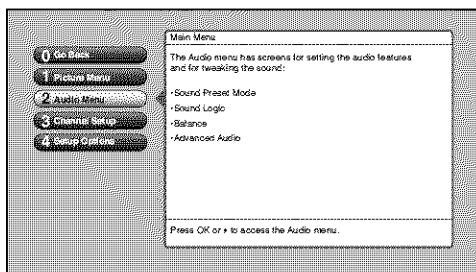 0 Go Back
1 Picture Menu
2 Audio Menu
3 Channel Setup
4 Setup Options
Main Menu
The Audio menu has screens for setting the audio features
and for tweaking the sound:
•Sound Preset Mode
•Sound Logic
•Balance
•Advanced Audio
Press OK or › to access the Audio menu.